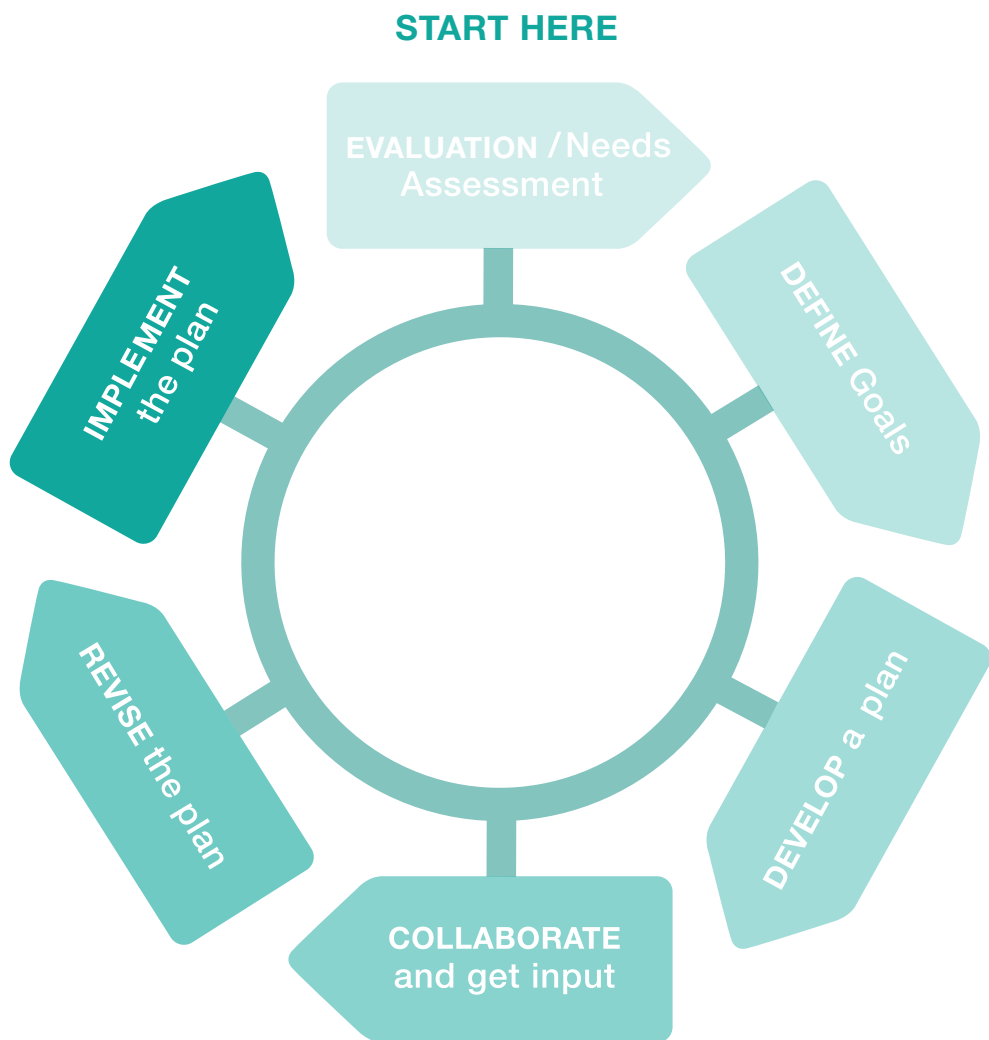 START HERE
EVALUATION / Needs
Assessment
DEFINE Goals
DEVELOP a plan
COLLABORATE
and get input
REVISE the plan
IMPLEMENT
the plan